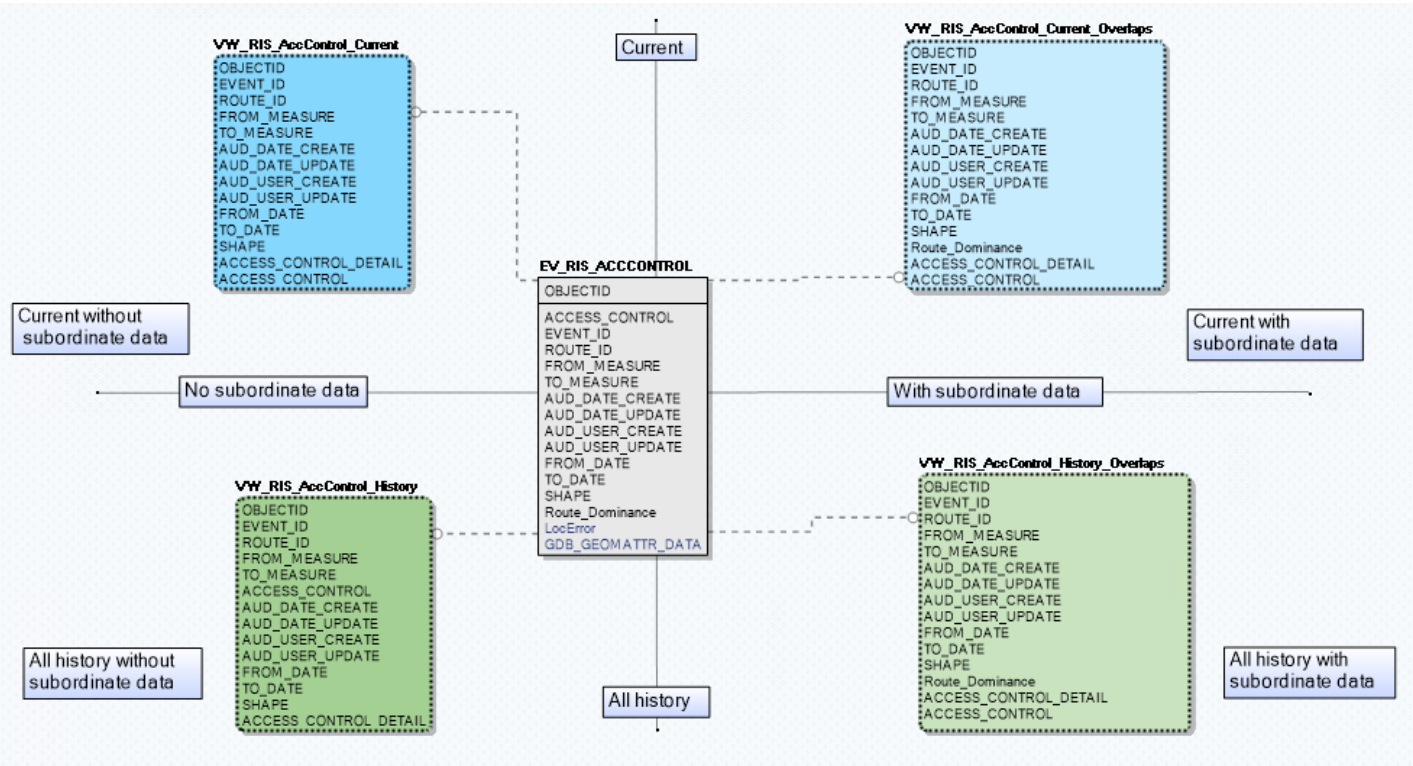 VW_RIS_AccControl_Current
OBJECTID
EVENT_ID
ROUTE_ID
FROM_MEASURE
TO_MEASURE
AUD_DATE_CREATE
AUD_DATE_UPDATE
AUD_USER_CREATE
AUD_USER_UPDATE
FROM_DATE
TO_DATE
SHAPE
ACCESS_CONTROL_DETAIL
ACCESS_CONTROL
Current
VW_RIS_AccControl_Current_Overlaps
OBJECTID
EVENT_ID
ROUTE_ID
FROM_MEASURE
TO_MEASURE
AUD_DATE_CREATE
AUD_DATE_UPDATE
AUD_USER_CREATE
AUD_USER_UPDATE
FROM_DATE
TO_DATE
SHAPE
Route_Dominance
ACCESS_CONTROL_DETAIL
ACCESS_CONTROL
Current without
subordinate data
Current with
subordinate data
No subordinate data
With subordinate data
EV_RIS_ACCCONTROL
OBJECTID
ACCESS_CONTROL
EVENT_ID
ROUTE_ID
FROM_MEASURE
TO_MEASURE
AUD_DATE_CREATE
AUD_DATE_UPDATE
AUD_USER_CREATE
AUD_USER_UPDATE
FROM_DATE
TO_DATE
SHAPE
Route_Dominance
LocError
GDB_GEOMATTR_DATA
VW_RIS_AccControl_History
OBJECTID
EVENT_ID
ROUTE_ID
FROM_MEASURE
TO_MEASURE
ACCESS_CONTROL
AUD_DATE_CREATE
AUD_DATE_UPDATE
AUD_USER_CREATE
AUD_USER_UPDATE
FROM_DATE
TO_DATE
SHAPE
ACCESS_CONTROL_DETAIL
VW_RIS_AccControl_History_Overlaps
OBJECTID
EVENT_ID
ROUTE_ID
FROM_MEASURE
TO_MEASURE
AUD_DATE_CREATE
AUD_DATE_UPDATE
AUD_USER_CREATE
AUD_USER_UPDATE
FROM_DATE
TO_DATE
SHAPE
Route_Dominance
ACCESS_CONTROL_DETAIL
ACCESS_CONTROL
All history without
subordinate data
All history
All history with
subordinate data